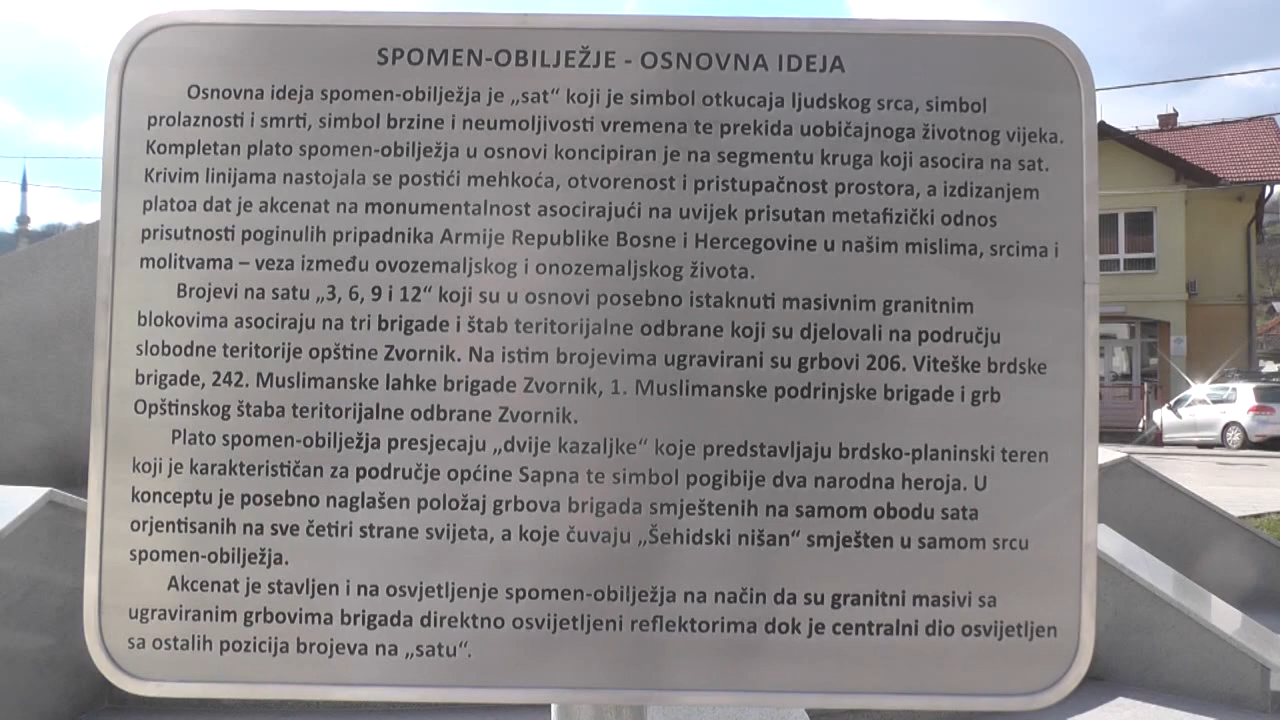 SPOMEN-OBILJEŽJE - OSNOVNA IDEJA
Osnovna ideja spomen-obilježja je „sat“ koji je simbol otkucaja ljudskog srca, simbol
prolaznosti i smrti, simbol brzine i neumoljivosti vremena te prekida uobičajnoga životnog vijeka.
Kompletan plato spomen-obilježja u osnovi koncipiran je na segmentu kruga koji asocira na sat.
Krivim linijama nastojala se postići mehkoća, otvorenost i pristupačnost prostora, a izdizanjem
platoa dat je akcenat na monumentalnost asocirajući na uvijek prisutan metafizički odnos
prisutnosti poginulih pripadnika Armije Republike Bosne i Hercegovine u našim mislima, srcima i
molitvama – veza između ovozemaljskog i onozemaljskog života.
Brojevi na satu „3, 6, 9 i 12“ koji su u osnovi posebno istaknuti masivnim granitnim
blokovima asociraju na tri brigade i štab teritorijalne odbrane koji su djelovali na području
slobodne teritorije opštine Zvornik. Na istim brojevima ugravirani su grbovi 206. Viteške brdske
brigade, 242. Muslimanske lahke brigade Zvornik, 1. Muslimanske podrinjske brigade i grb
Opštinskog štaba teritorijalne odbrane Zvornik.
Plato spomen-obilježja presjecaju „dvije kazaljke“ koje predstavljaju brdsko-planinski teren
koji je karakterističan za područje općine Sapna te simbol pogibije dva narodna heroja. U
konceptu je posebno naglašen položaj grbova brigada smještenih na samom obodu sata
orjentisanih na sve četiri strane svijeta, a koje čuvaju „Šehidski nišan“ smješten u samom srcu
spomen-obilježja.
Akcenat je stavljen i na osvjetljenje spomen-obilježja na način da su granitni masivi sa
ugraviranim grbovima brigada direktno osvijetljeni reflektorima dok je centralni dio osvijetljen
sa ostalih pozicija brojeva na „satu“.